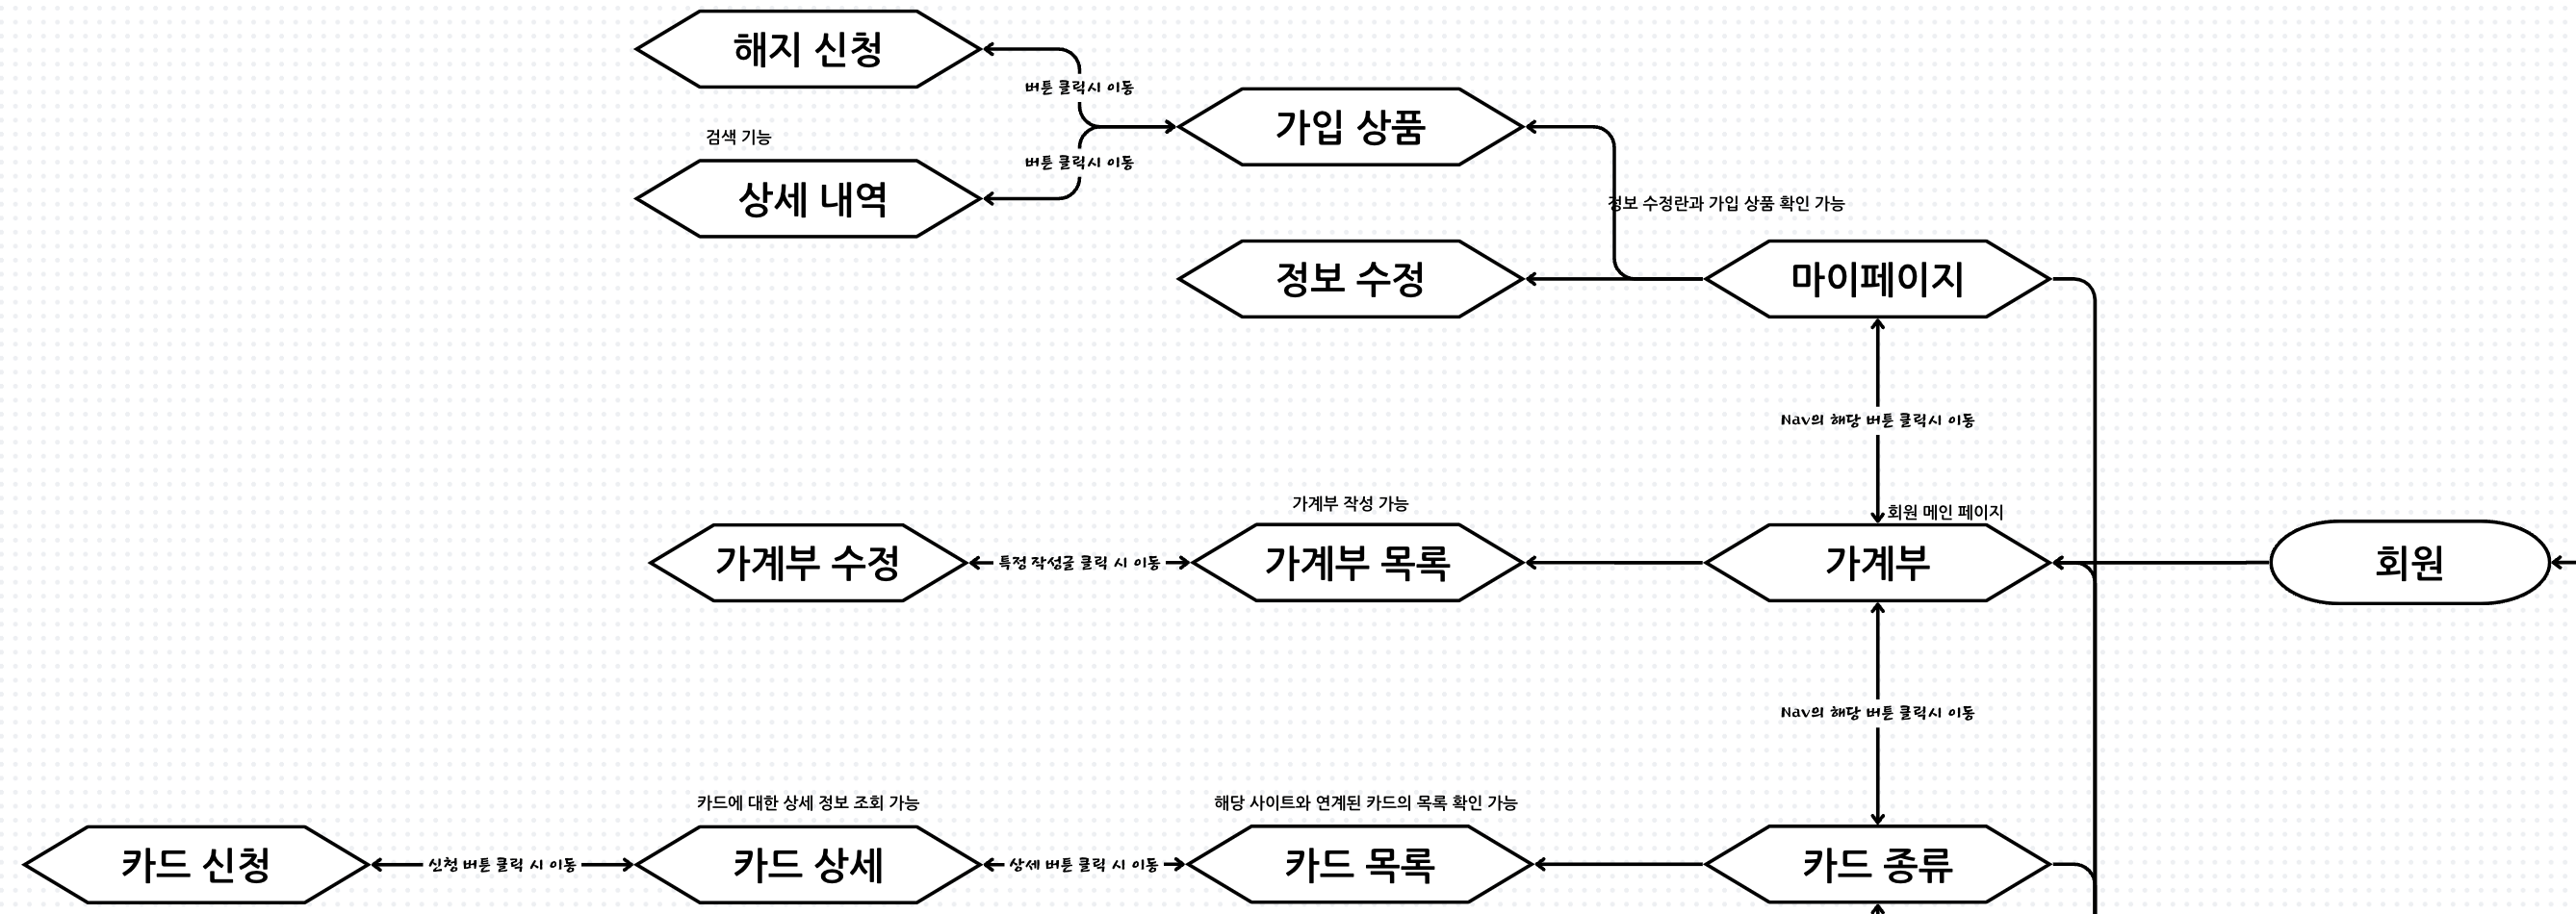 해지 신청
버튼 클릭시 이동
가입 상품
검색 기능
버튼 클릭시 이동
상세 내역
정보 수정란과 가입 상품 확인 가능
정보 수정
마이페이지
Nav의 해당 버튼 클릭시 이동
가계부 작성 가능
회원 메인 페이지
가계부 수정
특정 작성글 클릭 시 이동
가계부 목록
가계부
회원
Nav의 해당 버튼 클릭시 이동
카드에 대한 상세 정보 조회 가능
해당 사이트와 연계된 카드의 목록 확인 가능
카드 신청
신청 버튼 클릭 시 이동
카드 상세
상세 버튼 클릭 시 이동
카드 목록
카드 종류